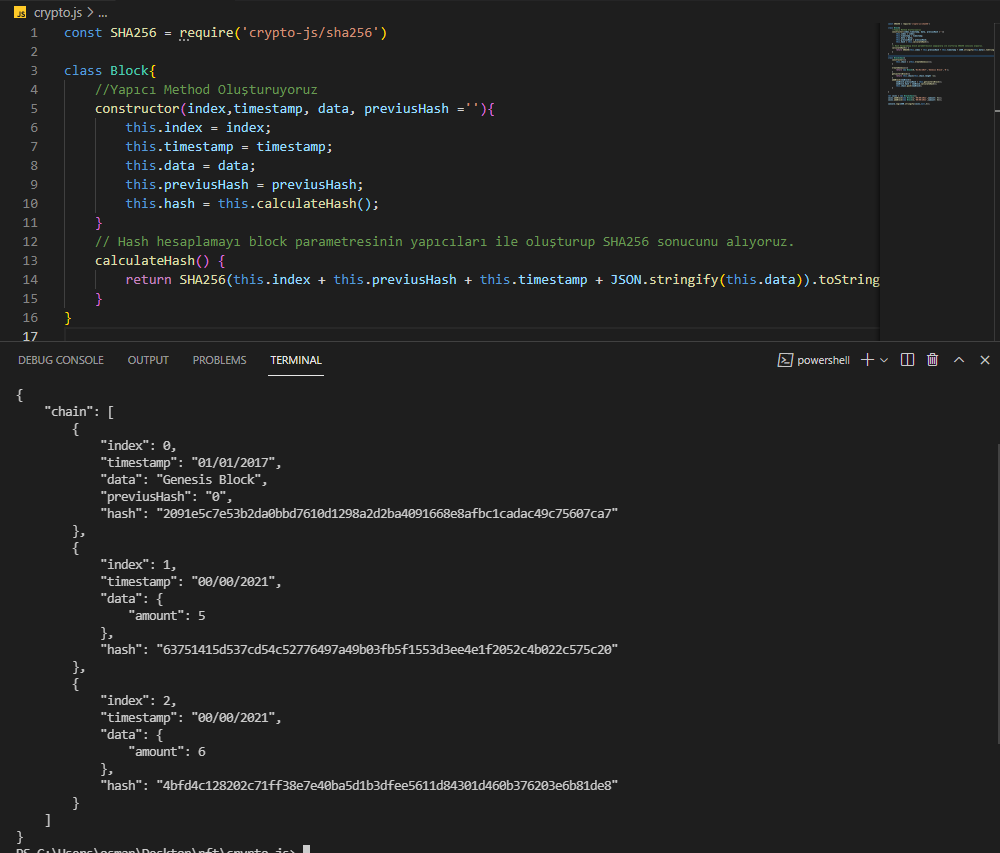 JS crypto.js > ...
1 const SHA256 = require('crypto-js/sha256')
2
3 class Block{
4 //Yapıcı Method Oluşturuyoruz
5 constructor(index,timestamp, data, previusHash =''){
6 this.index = index;
7 this.timestamp = timestamp;
8 this.data = data;
9 this.previusHash = previusHash;
10 this.hash = this.calculateHash();
11 }
12 // Hash hesaplamayı block parametresinin yapıcıları ile oluşturup SHA256 sonucunu alıyoruz.
13 calculateHash() {
14 return SHA256(this.index + this.previusHash + this.timestamp + JSON.stringify(this.data)).toString
15 }
16 }
17
DEBUG CONSOLE OUTPUT PROBLEMS TERMINAL powershell
{
"chain": [
{
"index": 0,
"timestamp": "01/01/2017",
"data": "Genesis Block",
"previusHash": "0",
"hash": "2091e5c7e53b2da0bbd7610d1298a2d2ba4091668e8afbc1cadac49c75607ca7"
},
{
"index": 1,
"timestamp": "00/00/2021",
"data": {
"amount": 5
},
"hash": "63751415d537cd54c52776497a49b03fb5f1553d3ee4e1f2052c4b022c575c20"
},
{
"index": 2,
"timestamp": "00/00/2021",
"data": {
"amount": 6
},
"hash": "4bfd4c128202c71ff38e7e40ba5d1b3dfee5611d84301d460b376203e6b81de8"
}
]
}
PS C:\Users\osman\Desktop\nft\crypto.js>